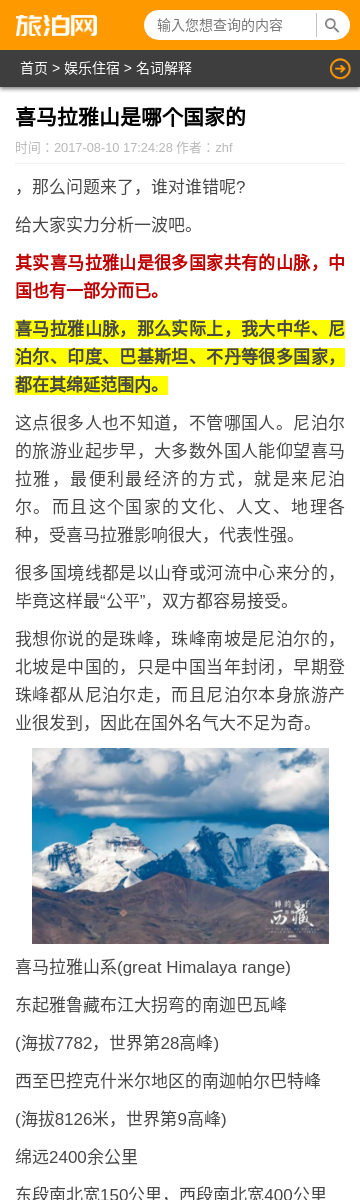 旅泊网
输入您想查询的内容
首页 > 娱乐住宿 > 名词解释
喜马拉雅山是哪个国家的
时间：2017-08-10 17:24:28 作者：zhf
，那么问题来了，谁对谁错呢?
给大家实力分析一波吧。
其实喜马拉雅山是很多国家共有的山脉，中
国也有一部分而已。
喜马拉雅山脉，那么实际上，我大中华、尼
泊尔、印度、巴基斯坦、不丹等很多国家，
都在其绵延范围内。
这点很多人也不知道，不管哪国人。尼泊尔
的旅游业起步早，大多数外国人能仰望喜马
拉雅，最便利最经济的方式，就是来尼泊
尔。而且这个国家的文化、人文、地理各
种，受喜马拉雅影响很大，代表性强。
很多国境线都是以山脊或河流中心来分的，
毕竟这样最“公平”，双方都容易接受。
我想你说的是珠峰，珠峰南坡是尼泊尔的，
北坡是中国的，只是中国当年封闭，早期登
珠峰都从尼泊尔走，而且尼泊尔本身旅游产
业很发到，因此在国外名气大不足为奇。
西藏
喜马拉雅山系(great Himalaya range)
东起雅鲁藏布江大拐弯的南迦巴瓦峰
(海拔7782，世界第28高峰)
西至巴控克什米尔地区的南迦帕尔巴特峰
(海拔8126米，世界第9高峰)
绵远2400余公里
东段南北宽150公里，西段南北宽400公里